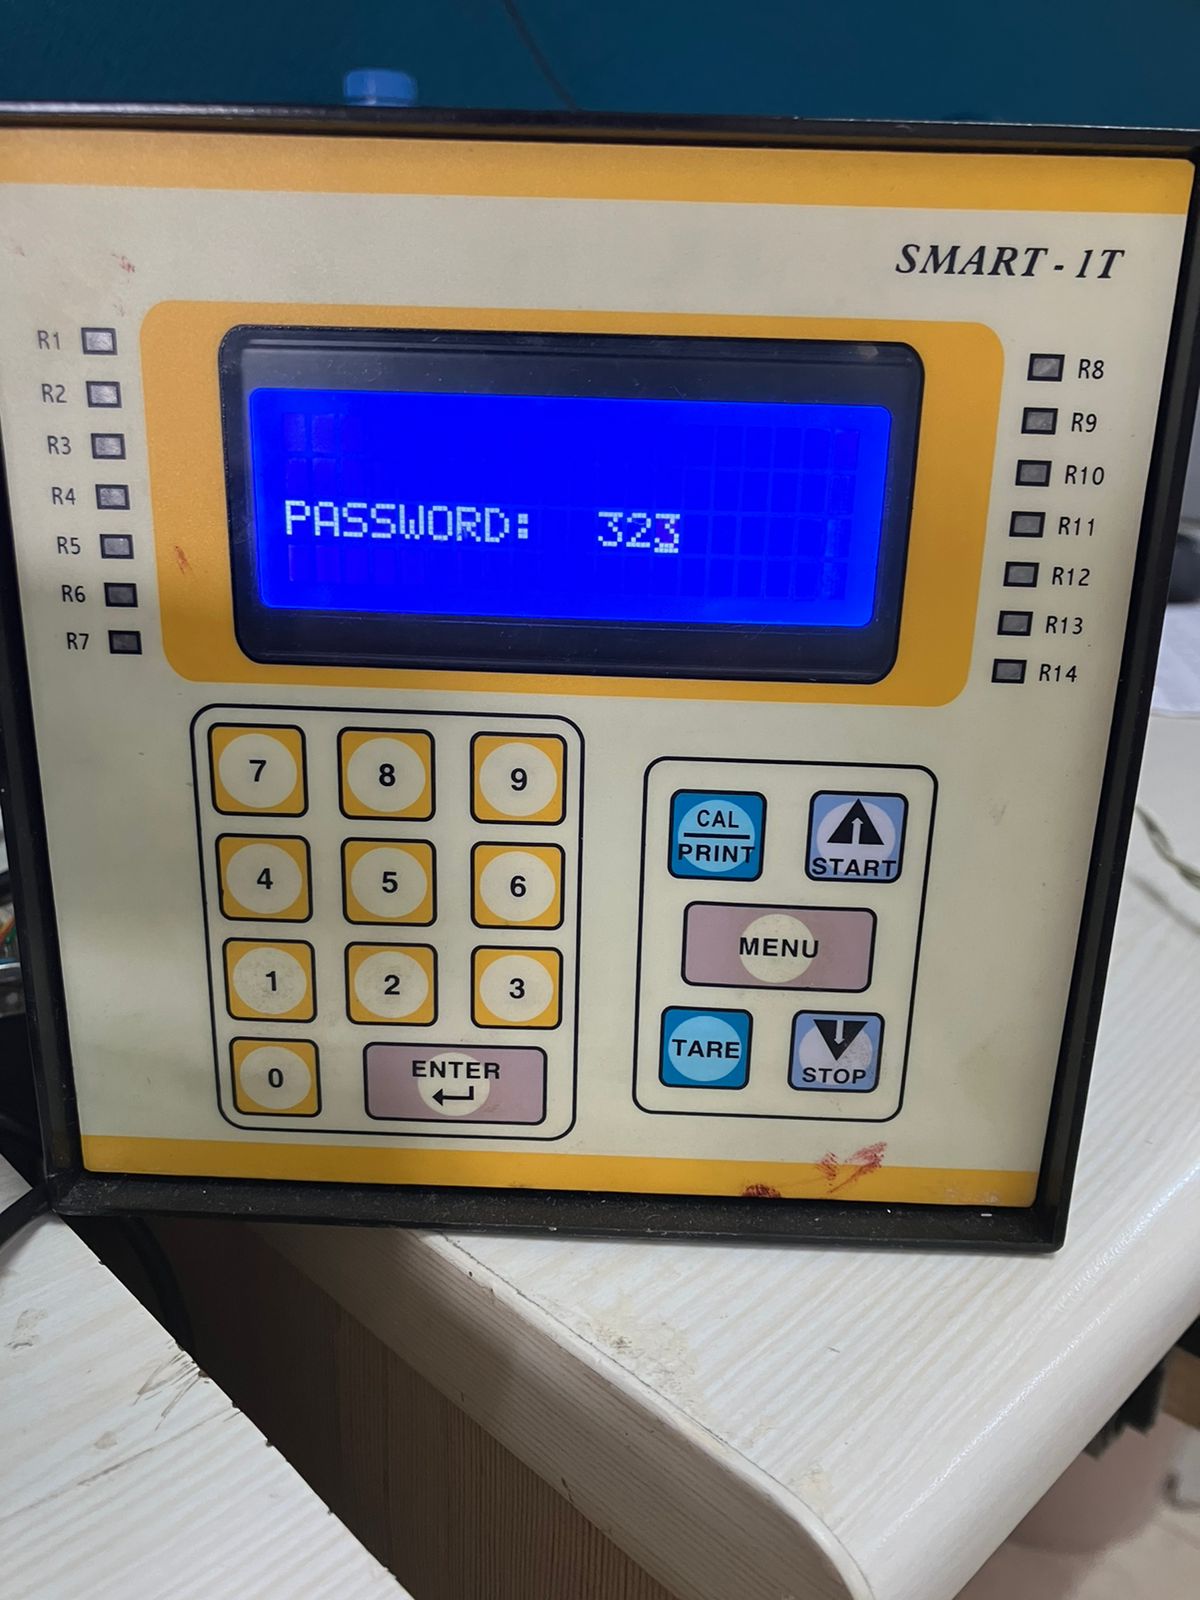 SMART - 1T
R1
R2
R3
R4
R5
R6
R7
R8
R9
R10
R11
R12
R13
R14
PASSWORD: 323
7 8 9
4 5 6
1 2 3
0 ENTER
CAL
PRINT
START
MENU
TARE
STOP